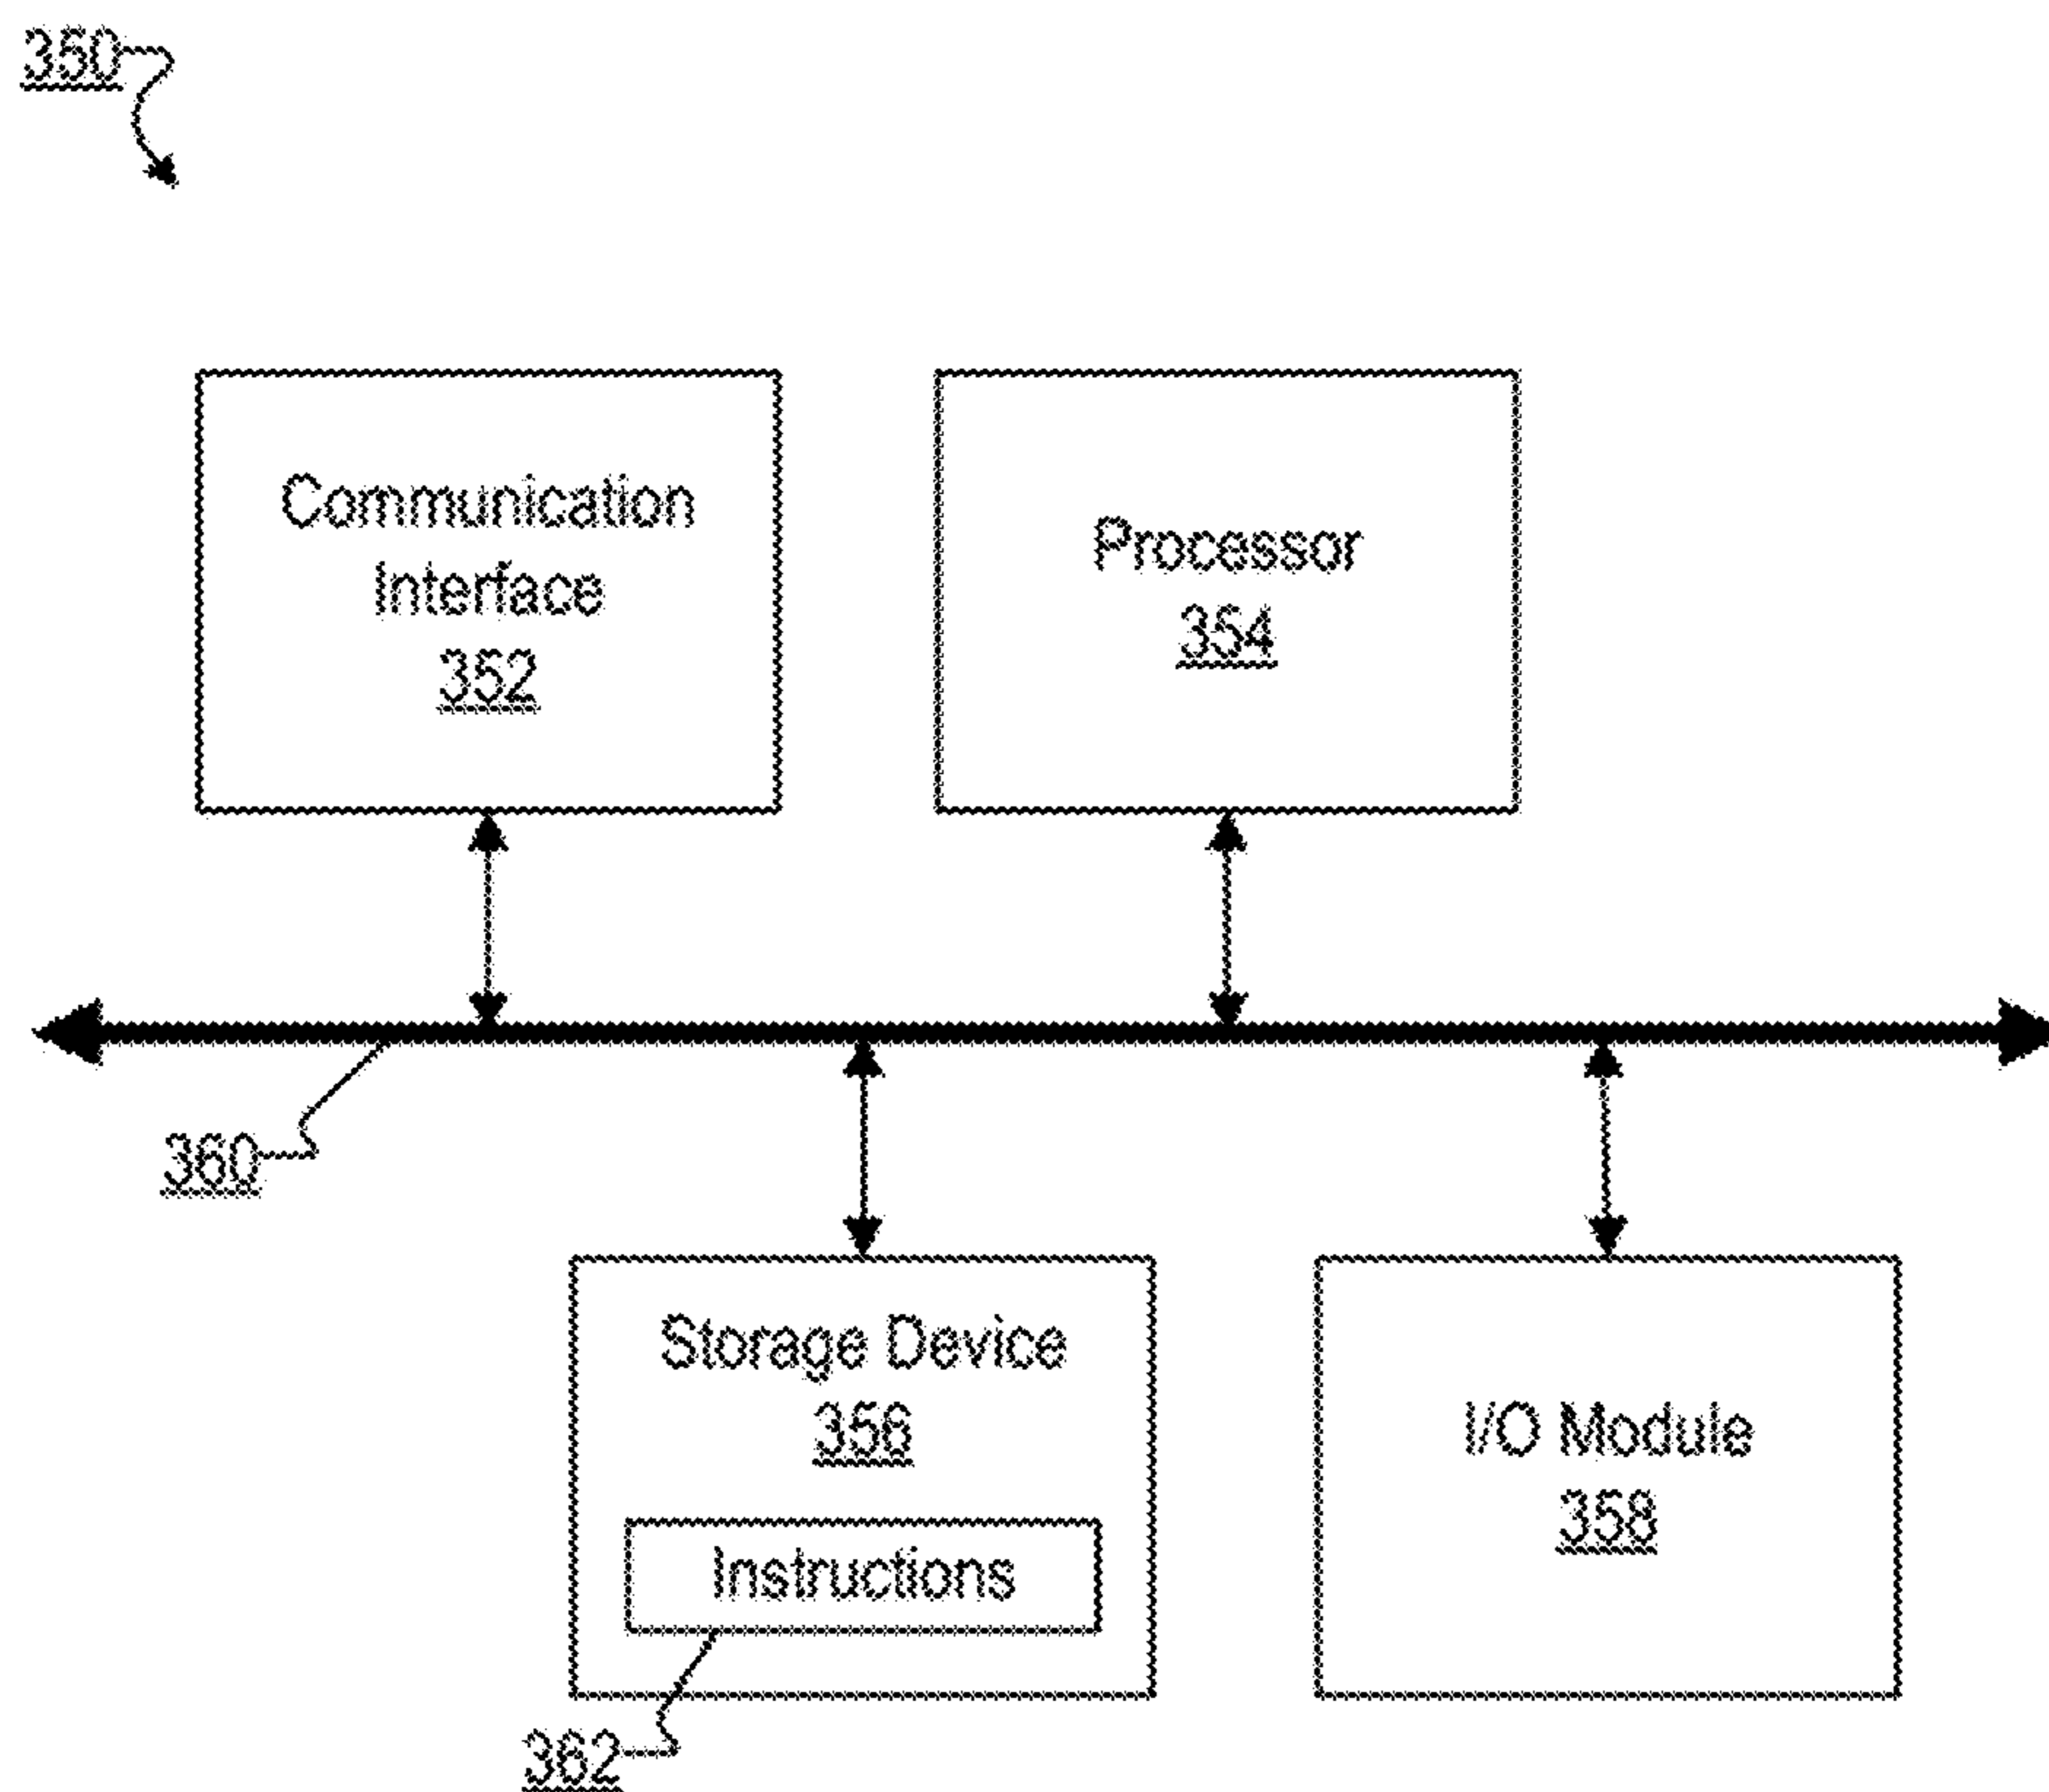 350
Communication
Interface
352
Processor
354
360
Storage Device
356
Instructions
362
I/O Module
358